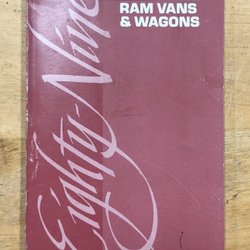 RAM VANS
& WAGONS
Eighty-Nine